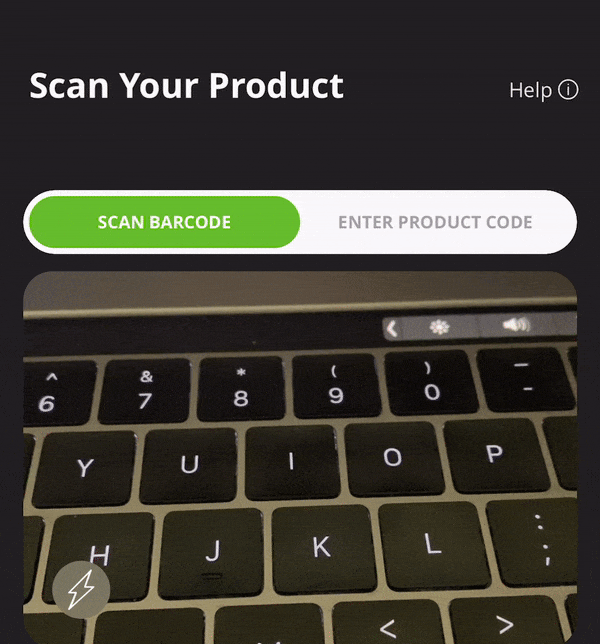 Scan Your Product
Help
SCAN BARCODE ENTER PRODUCT CODE
^ & * ( ) —
6 7 8 9 0 -
Y U I O P
H J K L : ;
< >